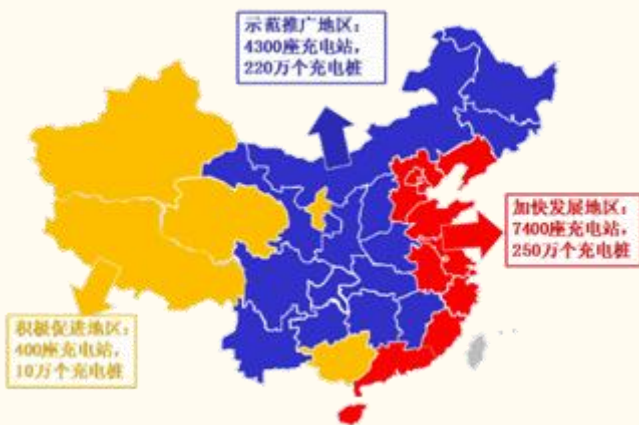 示范推广地区：
4300座充电站，
220万个充电桩
加快发展地区：
7400座充电站，
250万个充电桩
积极促进地区：
400座充电站，
10万个充电桩